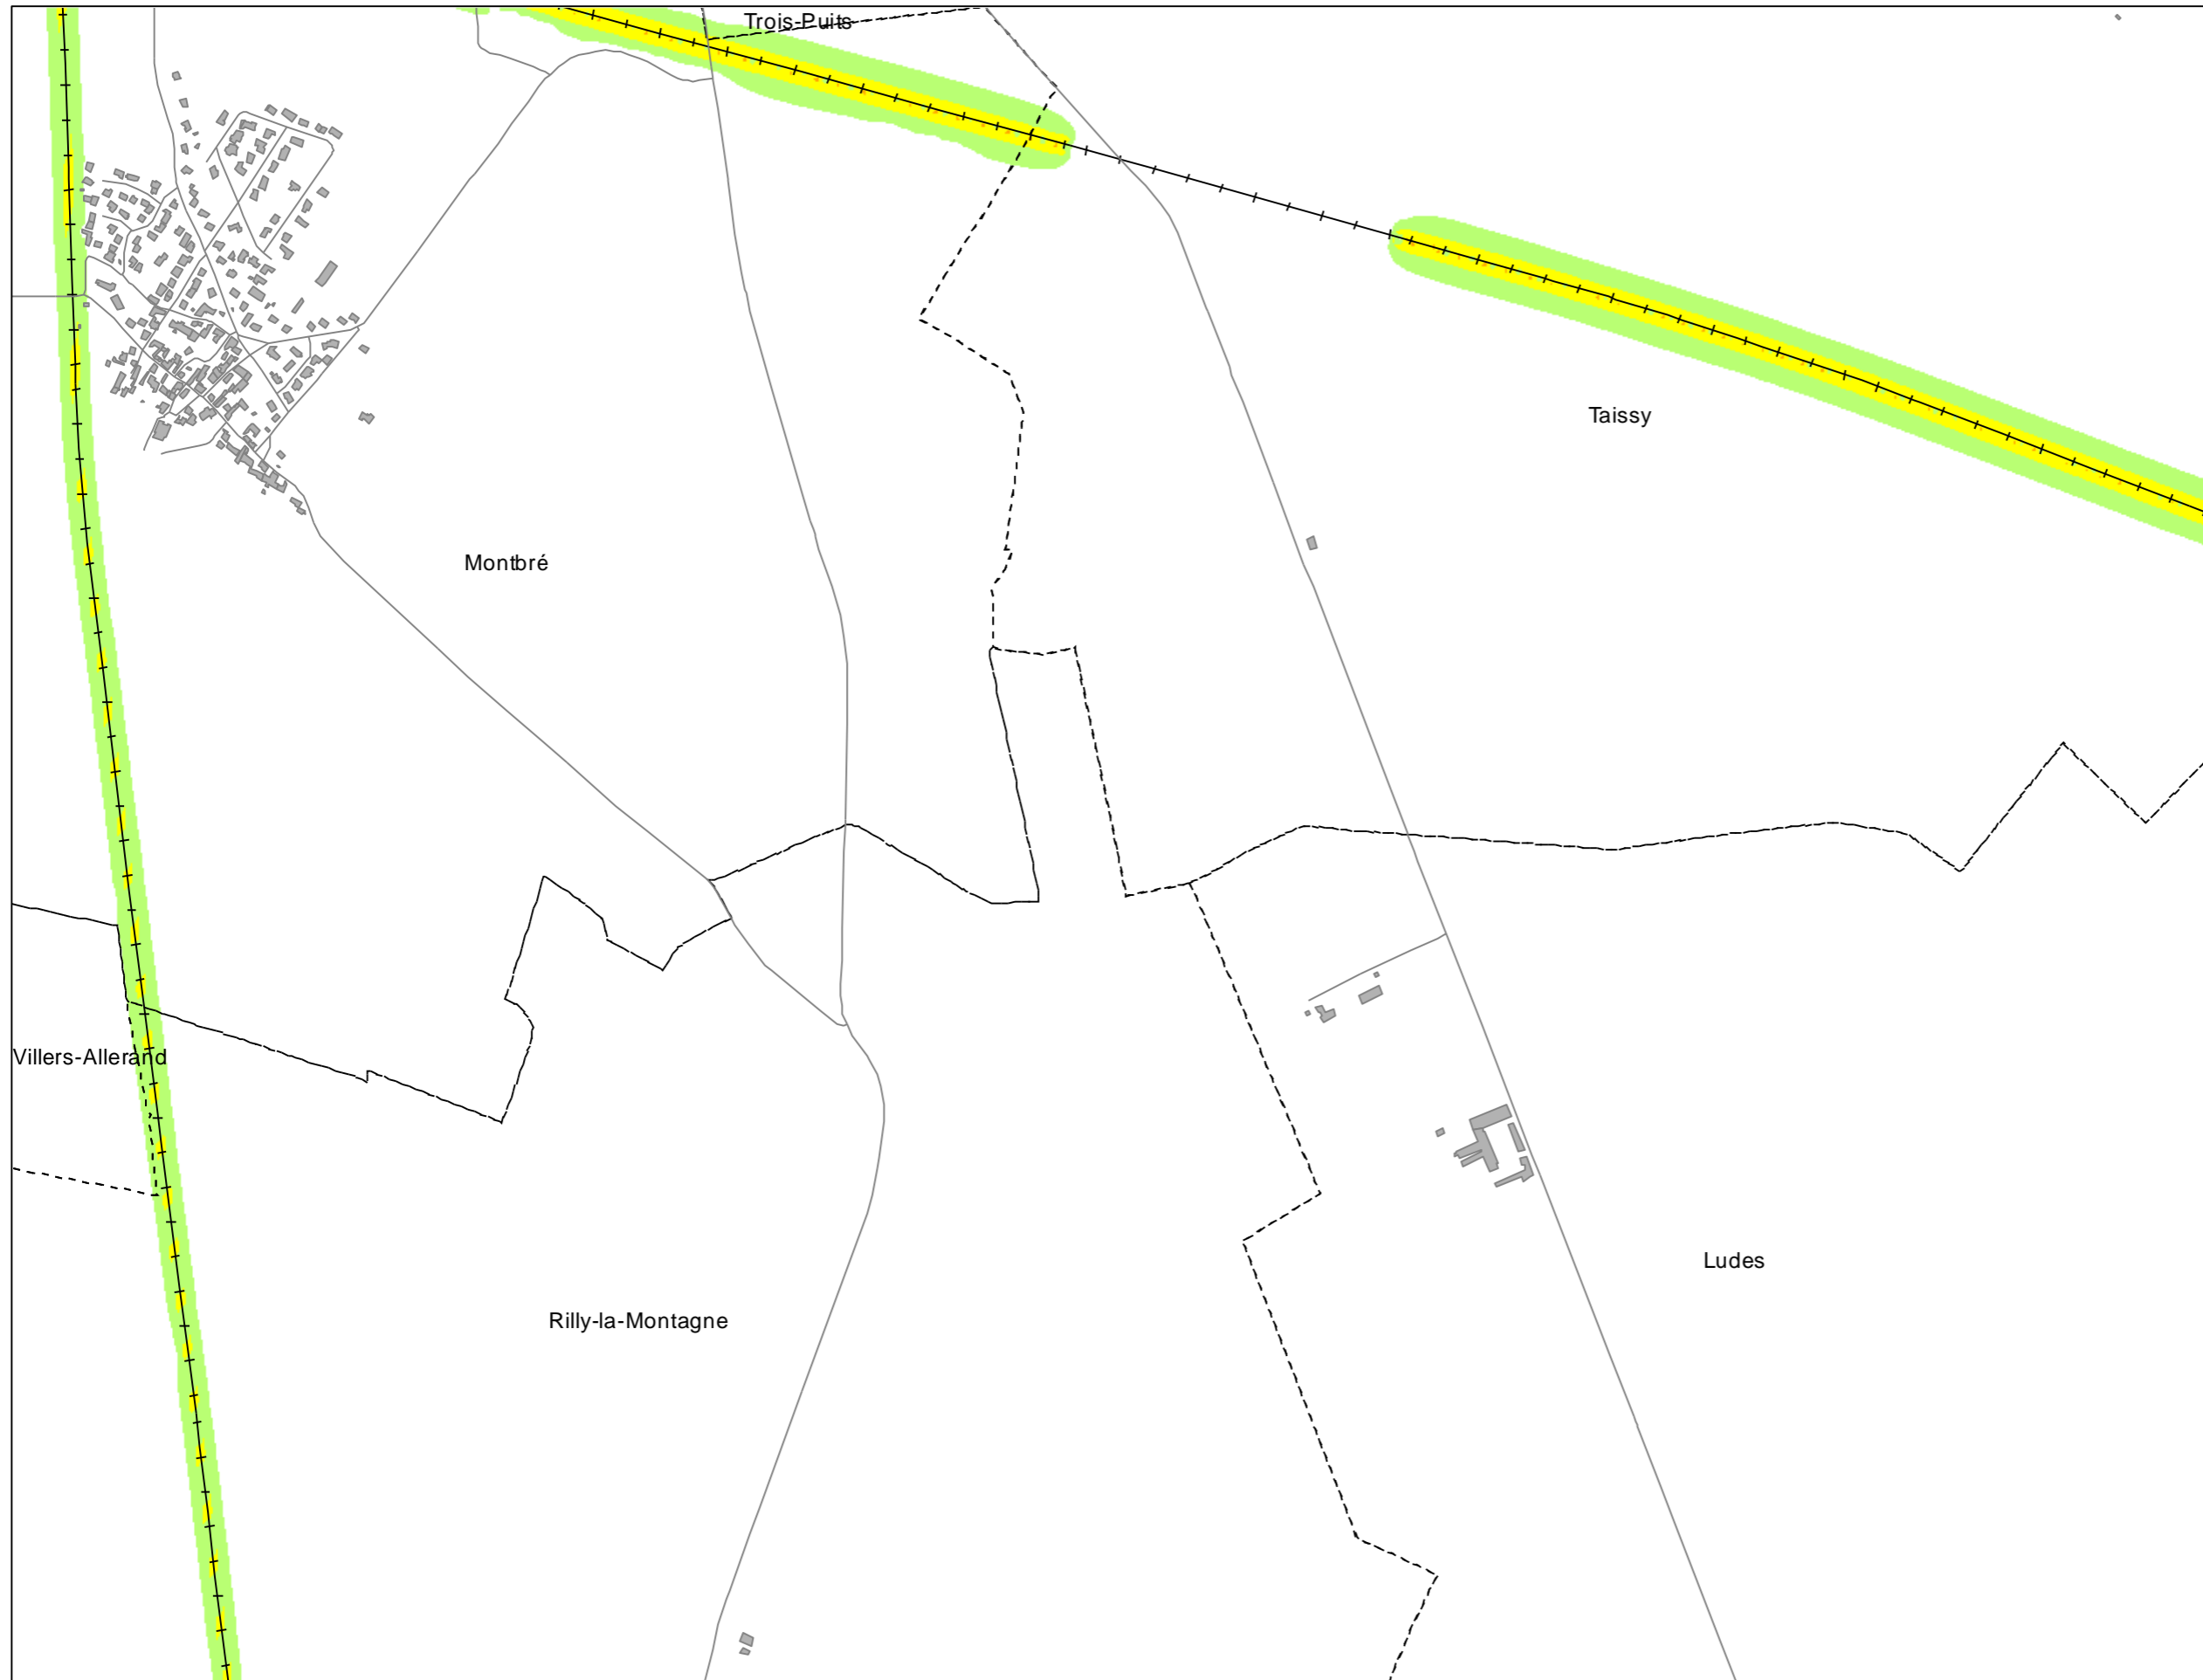 Trois-Puits
Taissy
Montbré
Villers-Allerand
Ludes
Rilly-la-Montagne